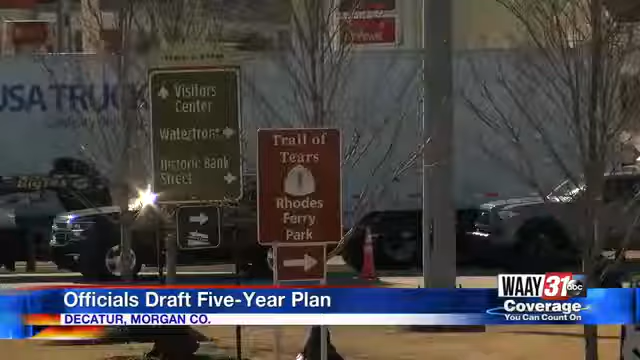 USA TRUCK
Visitors
Center
Waterfront
Historic Bank
Street
Trail of
Tears
Rhodes
Ferry
Park
WAAY 31 abc
Coverage
You Can Count On
Officials Draft Five-Year Plan
DECATUR, MORGAN CO.